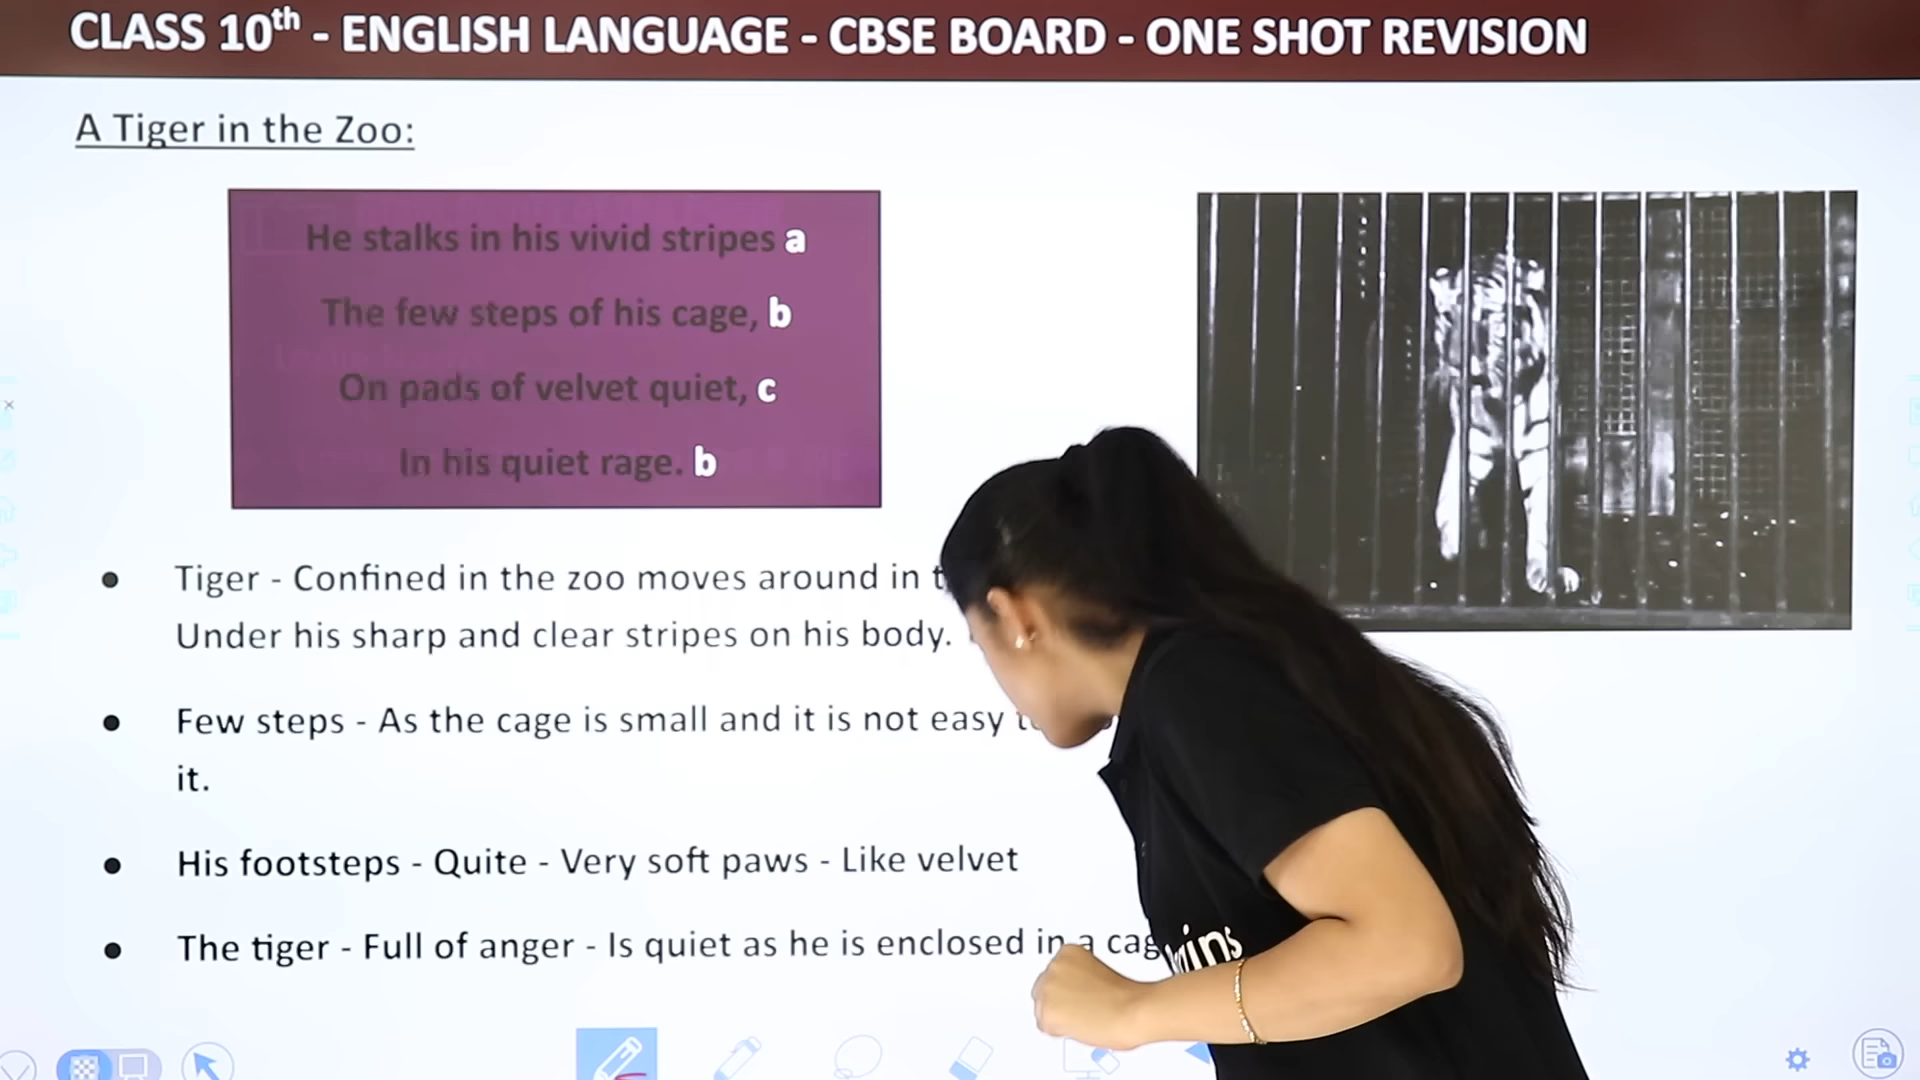 CLASS 10th - ENGLISH LANGUAGE - CBSE BOARD - ONE SHOT REVISION
A Tiger in the Zoo:
He stalks in his vivid stripes a
The few steps of his cage, b
On pads of velvet quiet, c
In his quiet rage. b
● Tiger - Confined in the zoo moves around in
Under his sharp and clear stripes on his body.
● Few steps - As the cage is small and it is not easy
it.
● His footsteps - Quite - Very soft paws - Like velvet
● The tiger - Full of anger - Is quiet as he is enclosed in a